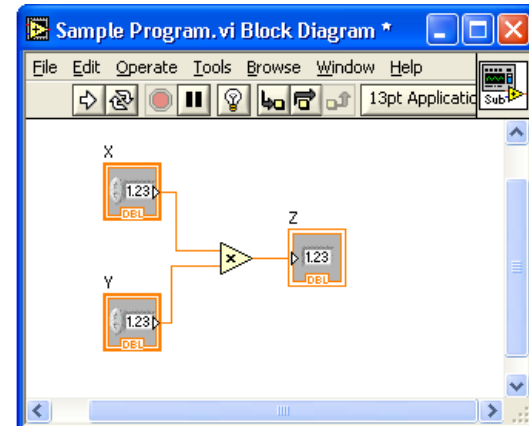 Sample Program.vi Block Diagram *
File Edit Operate Tools Browse Window Help
13pt Applicatic
Sub
X
1.23
DBL
Z
1.23
DBL
Y
1.23
DBL